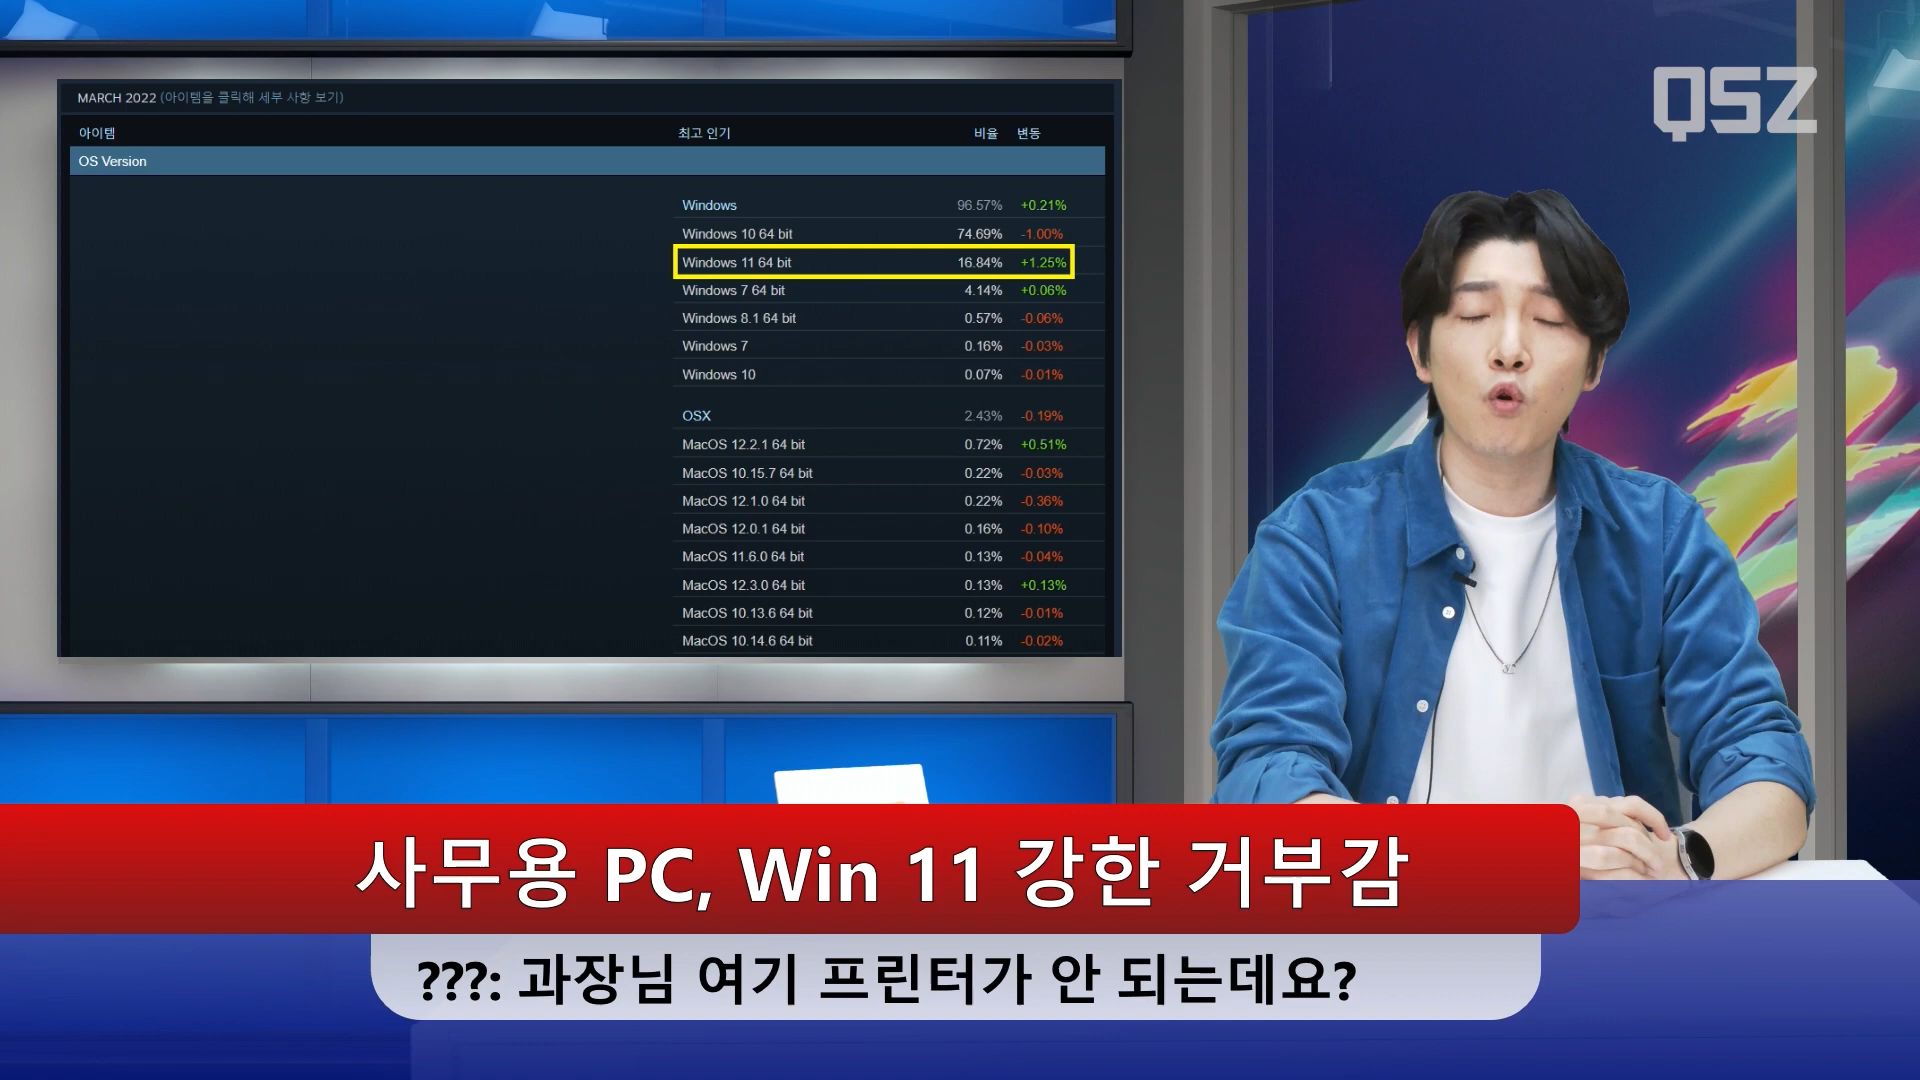 MARCH 2022 (아이템을 클릭해 세부 사항 보기)
아이템 최고 인기 비율 변동
OS Version
Windows 96.57% +0.21%
Windows 10 64 bit 74.69% -1.00%
Windows 11 64 bit 16.84% +1.25%
Windows 7 64 bit 4.14% +0.06%
Windows 8.1 64 bit 0.57% -0.06%
Windows 7 0.16% -0.03%
Windows 10 0.07% -0.01%
OSX 2.43% -0.19%
MacOS 12.2.1 64 bit 0.72% +0.51%
MacOS 10.15.7 64 bit 0.22% -0.03%
MacOS 12.1.0 64 bit 0.22% -0.36%
MacOS 12.0.1 64 bit 0.16% -0.10%
MacOS 11.6.0 64 bit 0.13% -0.04%
MacOS 12.3.0 64 bit 0.13% +0.13%
MacOS 10.13.6 64 bit 0.12% -0.01%
MacOS 10.14.6 64 bit 0.11% -0.02%
QSZ
사무용 PC, Win 11 강한 거부감
???: 과장님 여기 프린터가 안 되는데요?